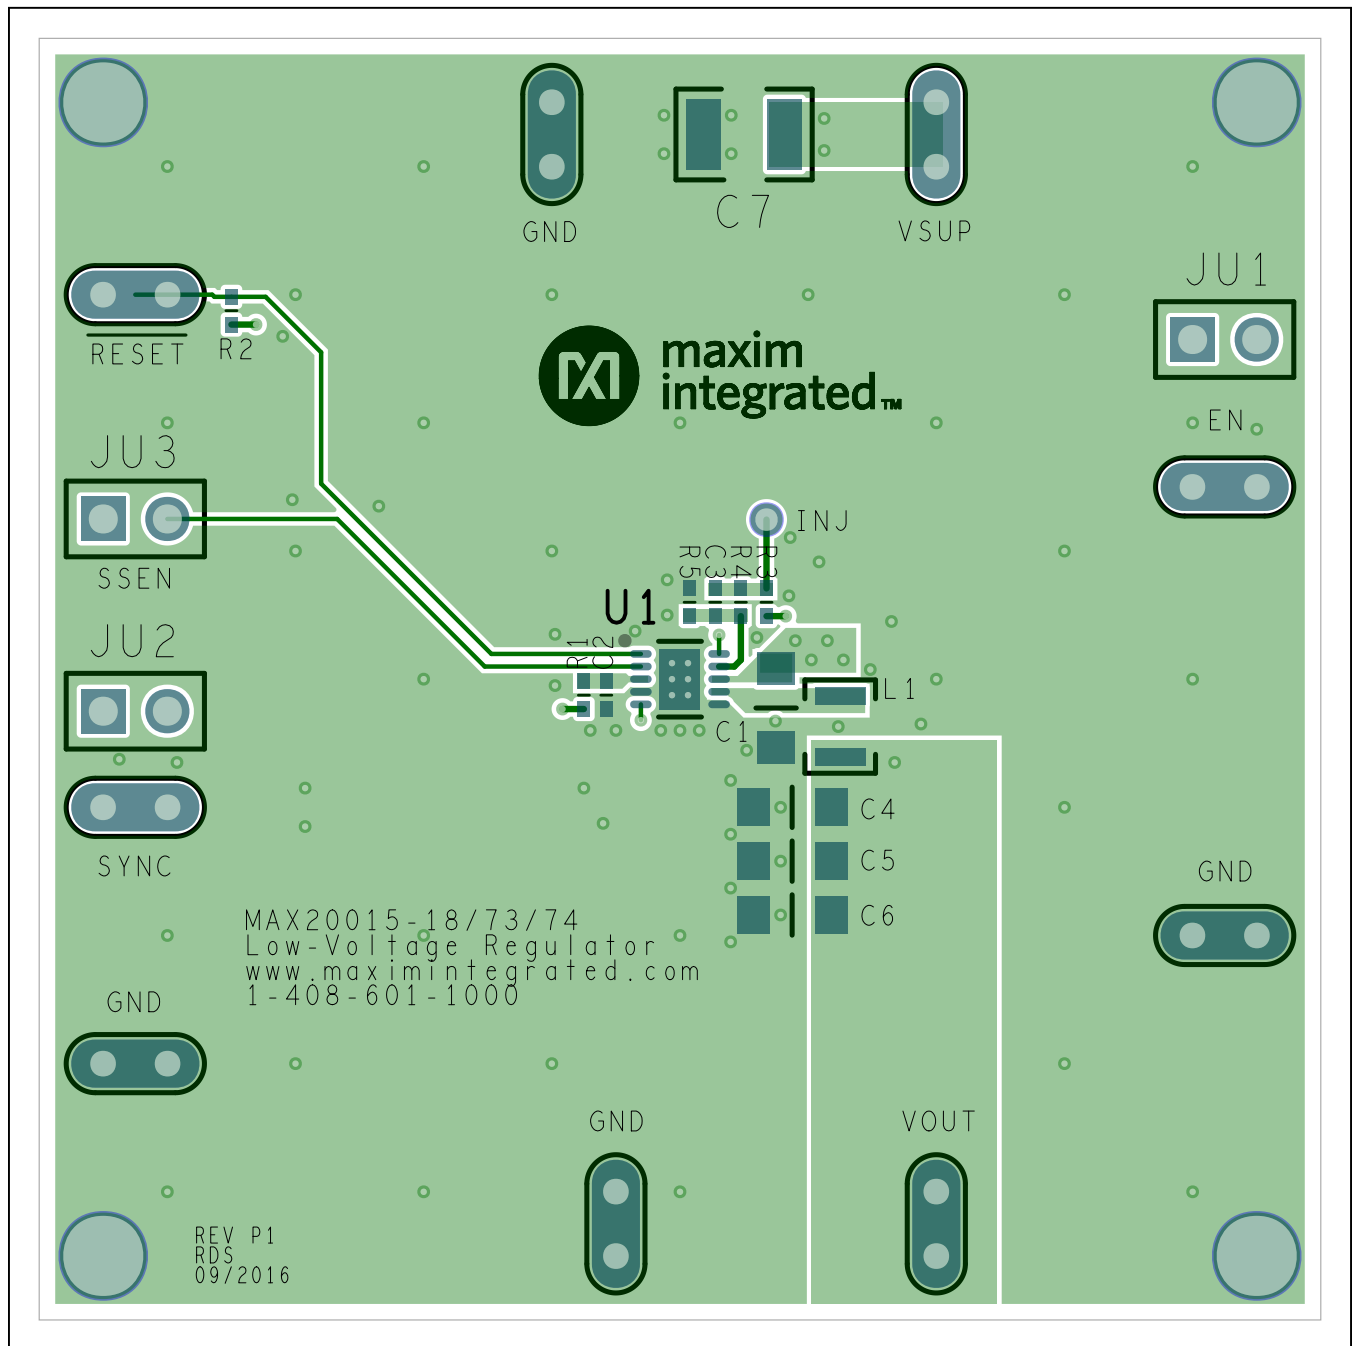 GND
C7
VSUP
JU1
RESET
R2
maxim
integrated™
EN
JU3
SSEN
INJ
R5
C3
R4
R3
U1
R1
C2
JU2
L1
C1
C4
SYNC
C5
GND
C6
MAX20015-18/73/74
Low-Voltage Regulator
www.maximintegrated.com
1-408-601-1000
GND
GND
VOUT
REV P1
RDS
09/2016